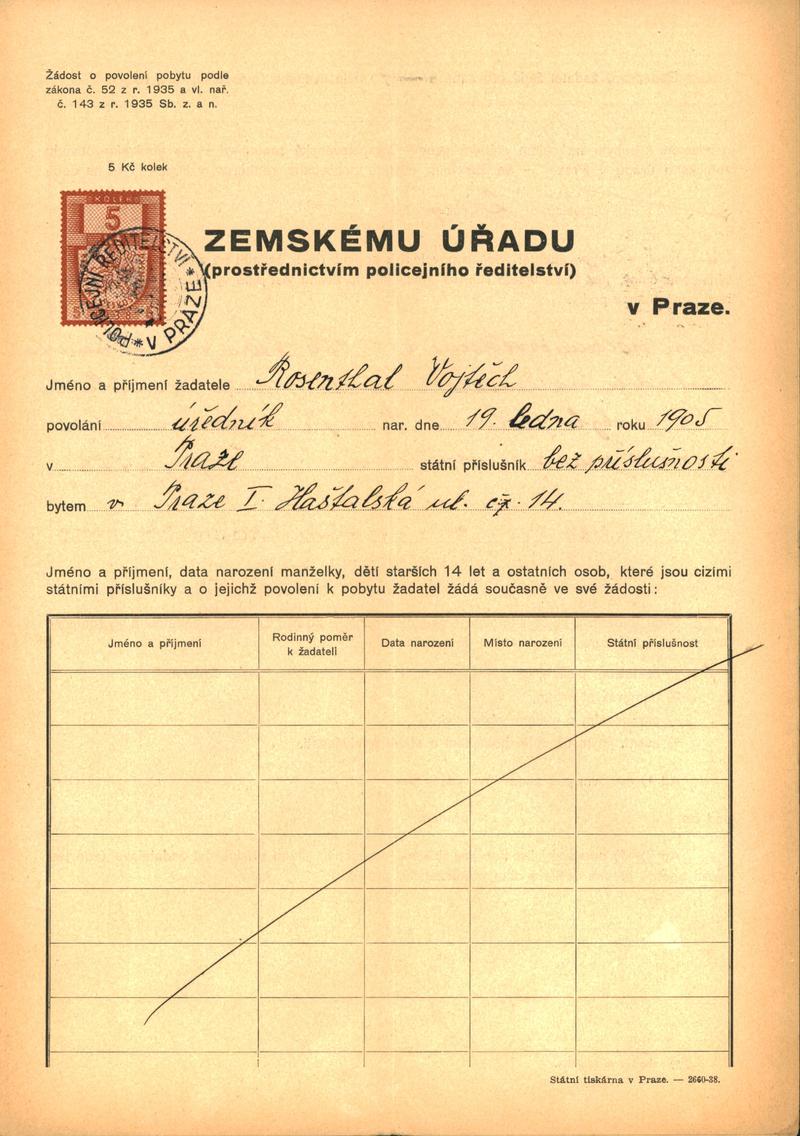 Žádost o povolení pobytu podle
zákona č. 52 z r. 1935 a vl. nař.
č. 143 z r. 1935 Sb. z. a n.
5 Kč kolek
KOLEK
5
POLICEJNÍ ŘEDITELSTVÍ * V PRAZE *
ZEMSKÉMU ÚŘADU
(prostřednictvím policejního ředitelství)
v Praze.
Jméno a příjmení žadatele Rosenthal Vojtěch
povolání úředník nar. dne 19. ledna roku 1905
v Praze státní příslušník bez příslušnosti
bytem v Praze I. Haštalská ul. čp. 14.
Jméno a příjmení, data narození manželky, dětí starších 14 let a ostatních osob, které jsou cizími
státními příslušníky a o jejichž povolení k pobytu žadatel žádá současně ve své žádosti:
Jméno a příjmení Rodinný poměr k žadateli Data narození Místo narození Státní příslušnost
Státní tiskárna v Praze. — 2660-38.